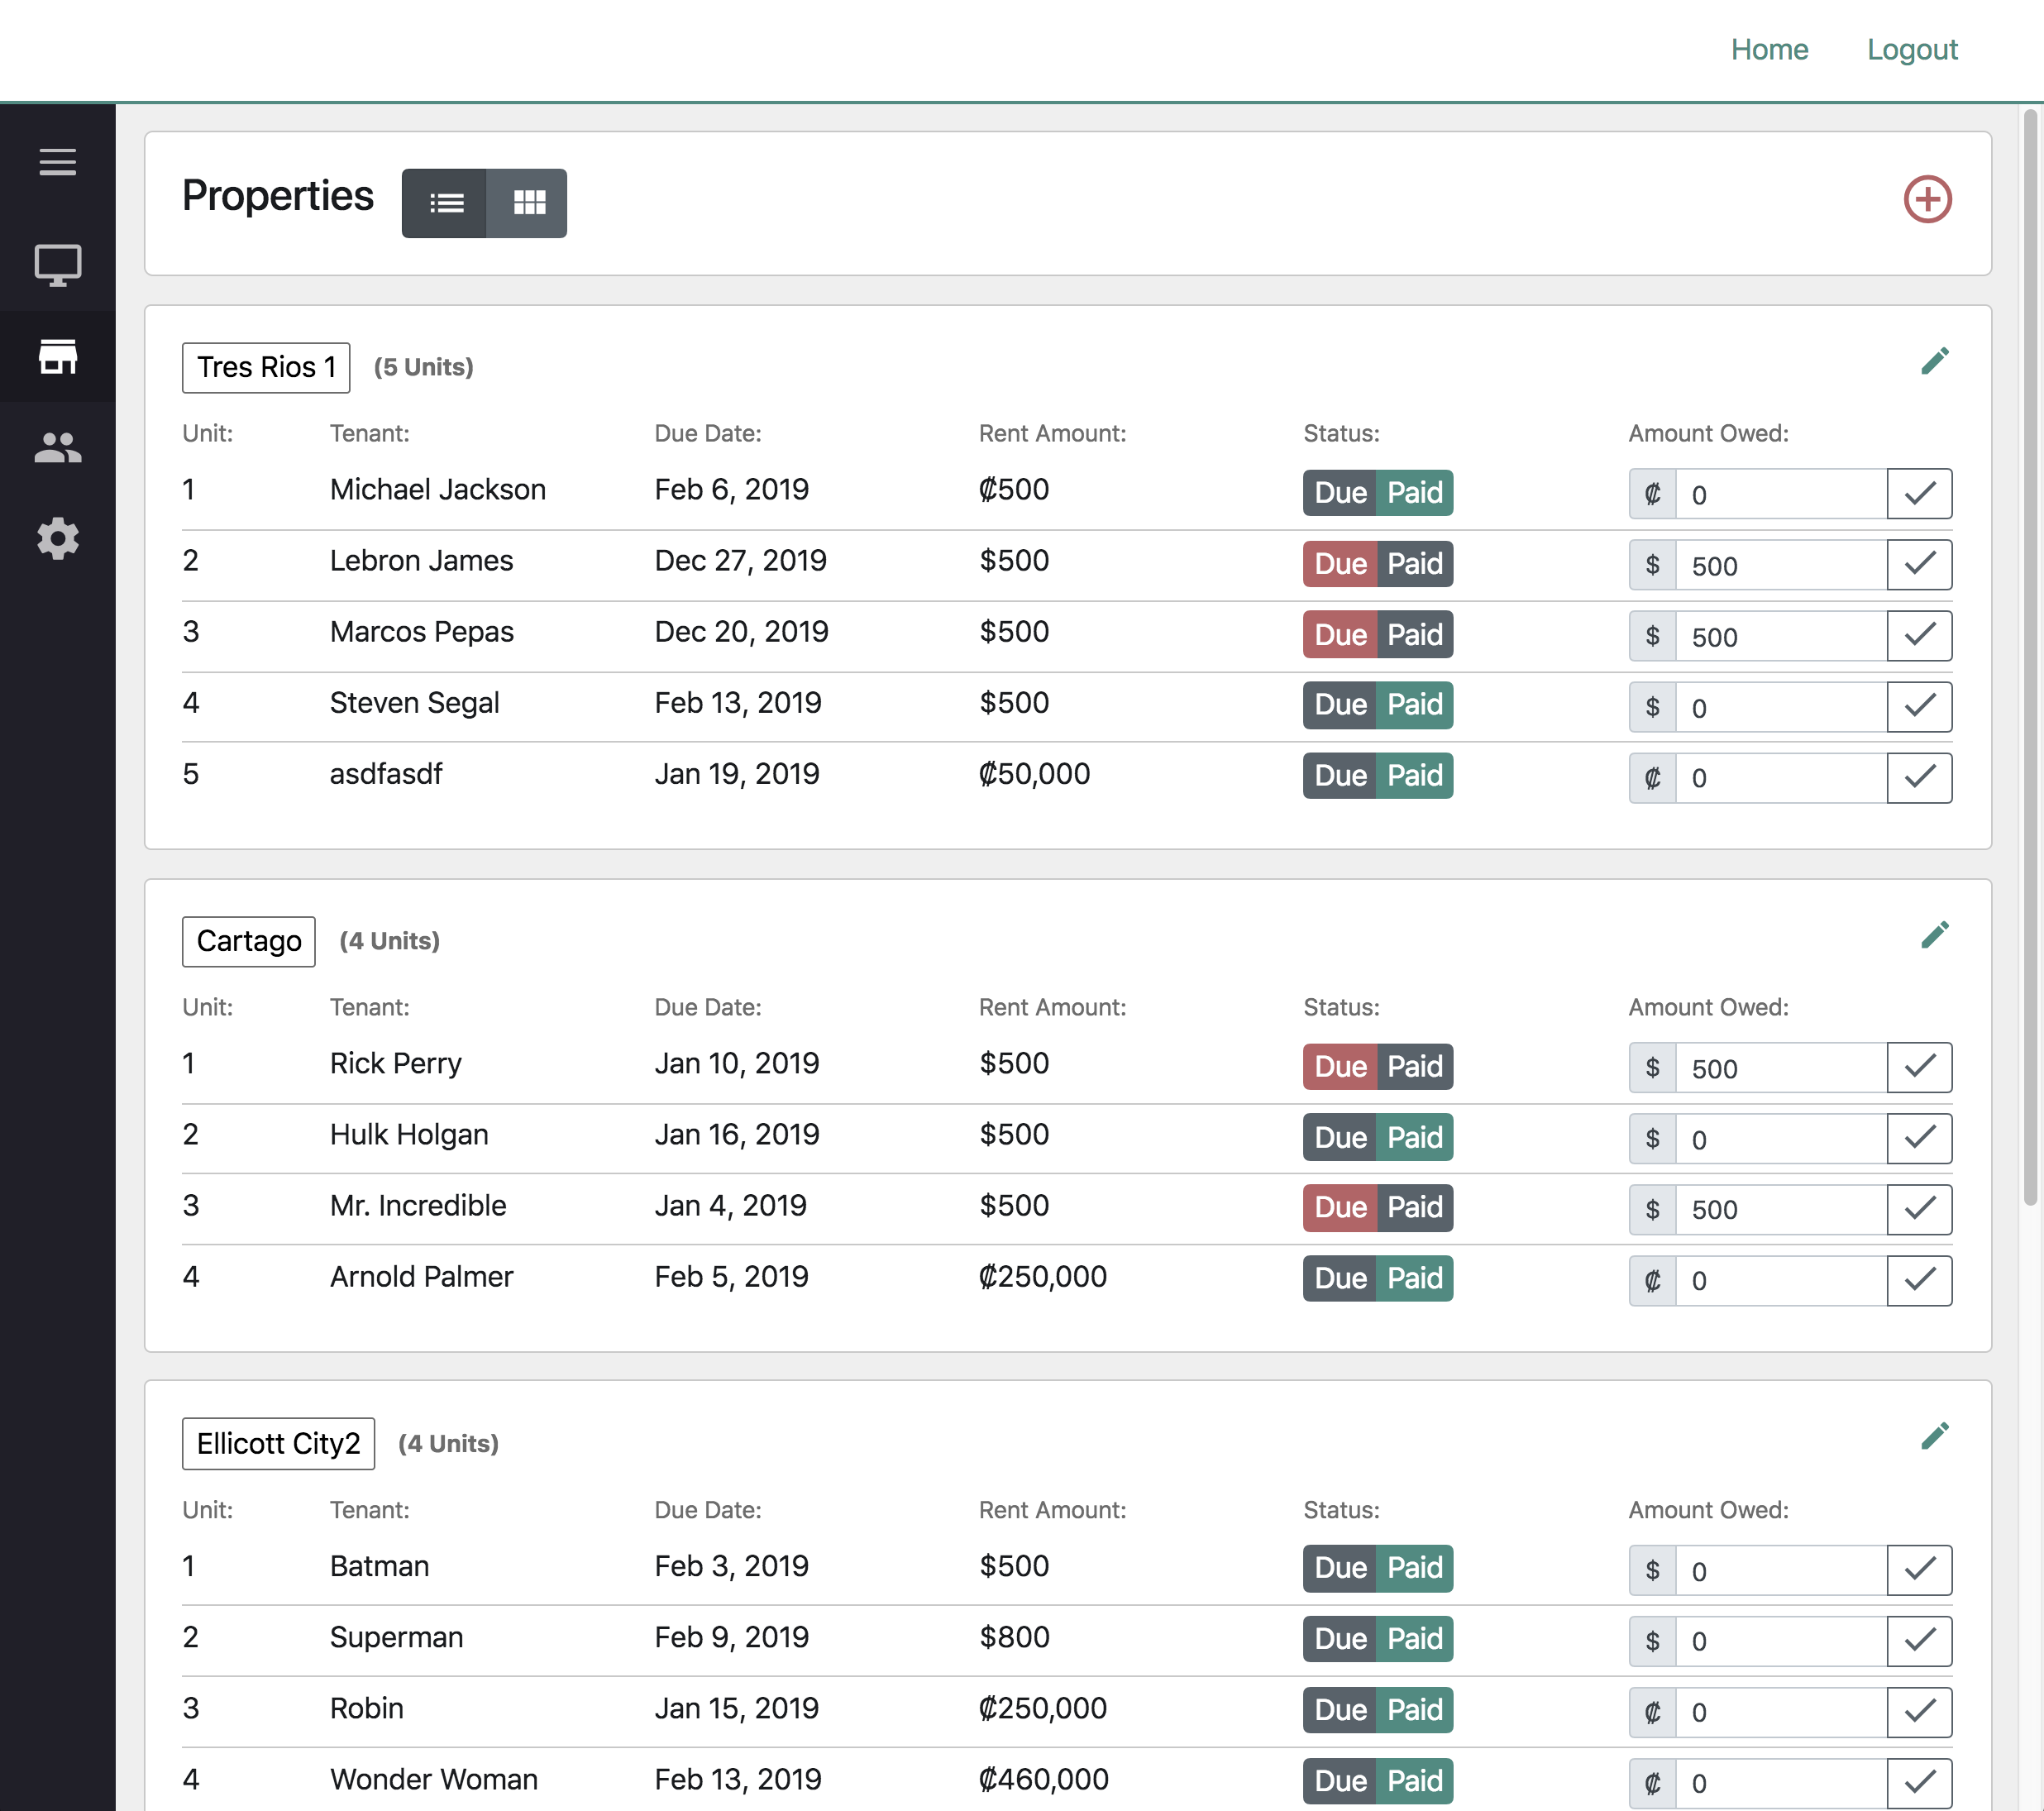 Home Logout
Properties
Tres Rios 1 (5 Units)
Unit: Tenant: Due Date: Rent Amount: Status: Amount Owed:
1 Michael Jackson Feb 6, 2019 ₡500 Due Paid ₡ 0
2 Lebron James Dec 27, 2019 $500 Due Paid $ 500
3 Marcos Pepas Dec 20, 2019 $500 Due Paid $ 500
4 Steven Segal Feb 13, 2019 $500 Due Paid $ 0
5 asdfasdf Jan 19, 2019 ₡50,000 Due Paid ₡ 0
Cartago (4 Units)
Unit: Tenant: Due Date: Rent Amount: Status: Amount Owed:
1 Rick Perry Jan 10, 2019 $500 Due Paid $ 500
2 Hulk Holgan Jan 16, 2019 $500 Due Paid $ 0
3 Mr. Incredible Jan 4, 2019 $500 Due Paid $ 500
4 Arnold Palmer Feb 5, 2019 ₡250,000 Due Paid ₡ 0
Ellicott City2 (4 Units)
Unit: Tenant: Due Date: Rent Amount: Status: Amount Owed:
1 Batman Feb 3, 2019 $500 Due Paid $ 0
2 Superman Feb 9, 2019 $800 Due Paid $ 0
3 Robin Jan 15, 2019 ₡250,000 Due Paid ₡ 0
4 Wonder Woman Feb 13, 2019 ₡460,000 Due Paid ₡ 0